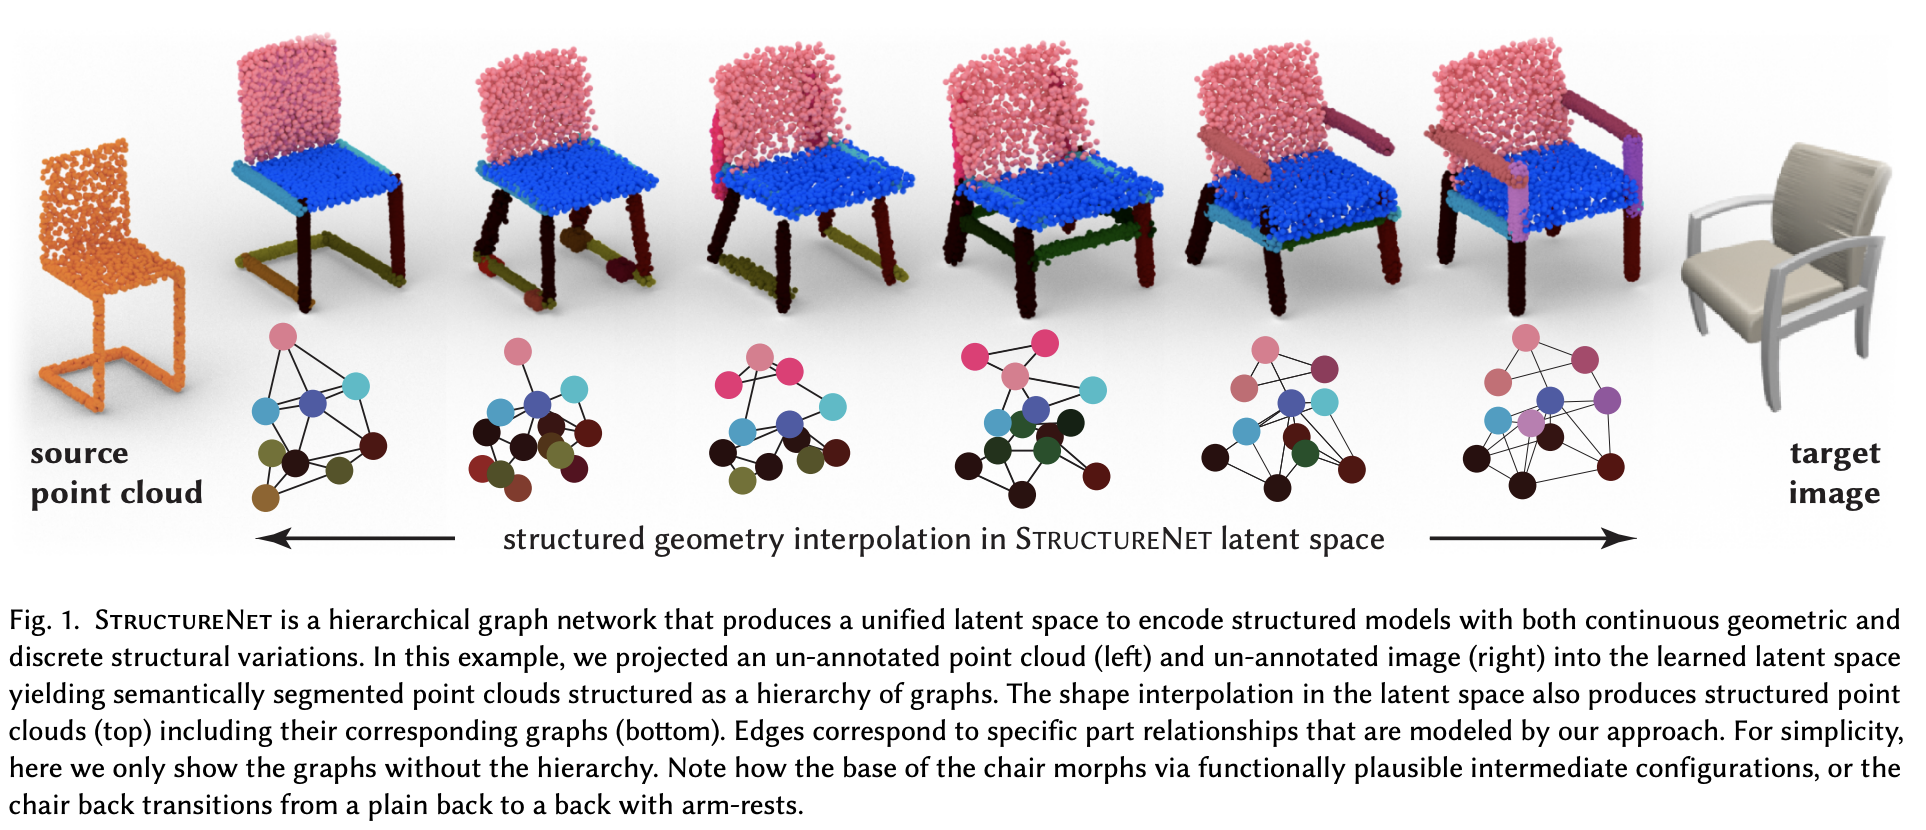 source
point cloud
target
image
structured geometry interpolation in STRUCTURENET latent space
Fig. 1. STRUCTURENET is a hierarchical graph network that produces a unified latent space to encode structured models with both continuous geometric and
discrete structural variations. In this example, we projected an un-annotated point cloud (left) and un-annotated image (right) into the learned latent space
yielding semantically segmented point clouds structured as a hierarchy of graphs. The shape interpolation in the latent space also produces structured point
clouds (top) including their corresponding graphs (bottom). Edges correspond to specific part relationships that are modeled by our approach. For simplicity,
here we only show the graphs without the hierarchy. Note how the base of the chair morphs via functionally plausible intermediate configurations, or the
chair back transitions from a plain back to a back with arm-rests.